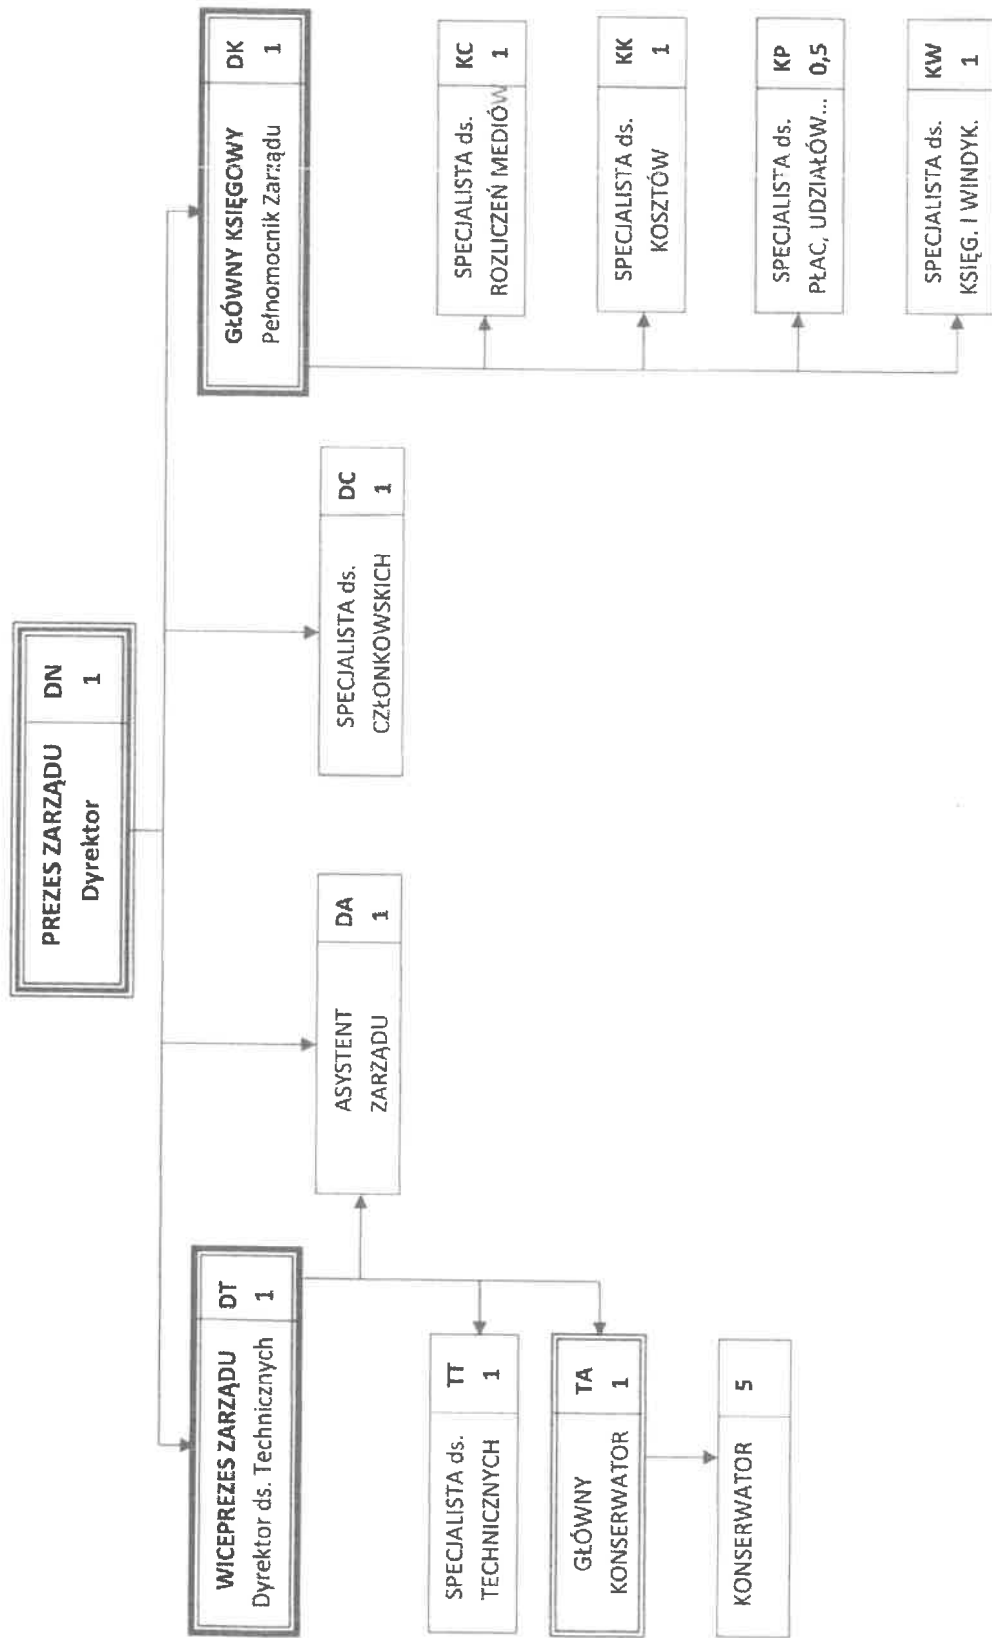 PREZES ZARZĄDU
Dyrektor
DN
1
WICEPREZES ZARZĄDU
Dyrektor ds. Technicznych
DT
1
GŁÓWNY KSIĘGOWY
Pełnomocnik Zarządu
DK
1
ASYSTENT
ZARZĄDU
DA
1
SPECJALISTA ds.
CZŁONKOWSKICH
DC
1
SPECJALISTA ds.
TECHNICZNYCH
TT
1
GŁÓWNY
KONSERWATOR
TA
1
KONSERWATOR
5
SPECJALISTA ds.
ROZLICZEŃ MEDIÓW
KC
1
SPECJALISTA ds.
KOSZTÓW
KK
1
SPECJALISTA ds.
PŁAC, UDZIAŁÓW...
KP
0,5
SPECJALISTA ds.
KSIĘG. I WINDYK.
KW
1